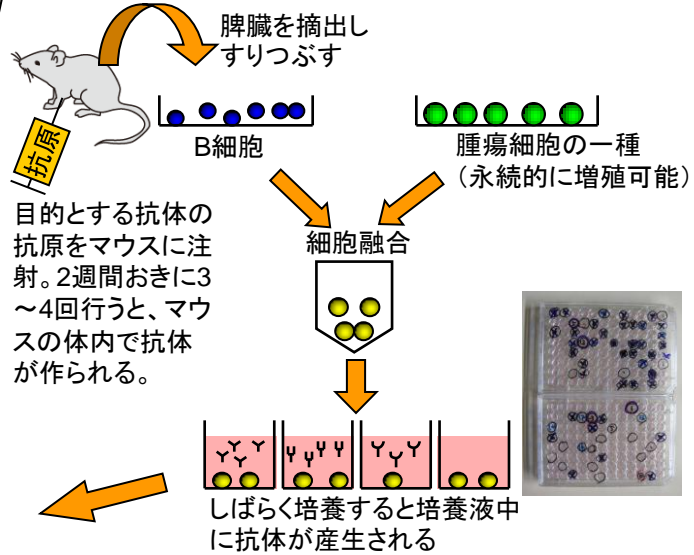 脾臓を摘出し
すりつぶす
抗原
B細胞
腫瘍細胞の一種
（永続的に増殖可能）
目的とする抗体の
抗原をマウスに注
射。2週間おきに3
～4回行うと、マウ
スの体内で抗体
が作られる。
細胞融合
しばらく培養すると培養液中
に抗体が産生される